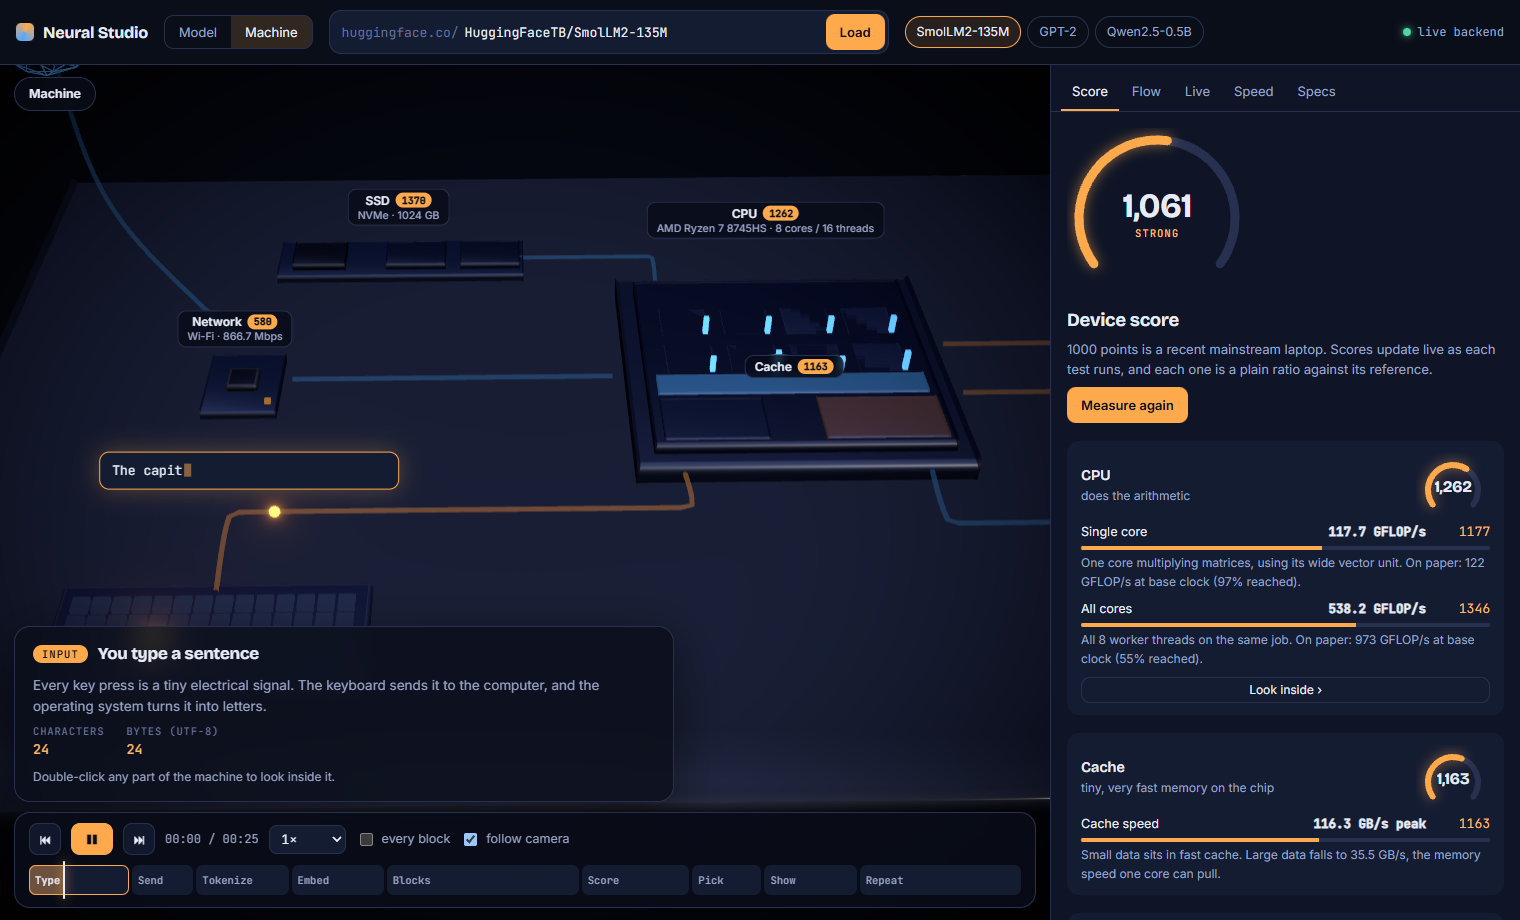 Neural Studio
Model
Machine
huggingface.co/ HuggingFaceTB/SmolLM2-135M
Load
SmolLM2-135M
GPT-2
Qwen2.5-0.5B
live backend
Machine
SSD 1370
NVMe · 1024 GB
CPU 1262
AMD Ryzen 7 8745HS · 8 cores / 16 threads
Network 580
Wi-Fi · 866.7 Mbps
Cache 1163
The capit
INPUT You type a sentence
Every key press is a tiny electrical signal. The keyboard sends it to the computer, and the
operating system turns it into letters.
CHARACTERS BYTES (UTF-8)
24 24
Double-click any part of the machine to look inside it.
00:00 / 00:25
1×
every block
follow camera
Type
Send
Tokenize
Embed
Blocks
Score
Pick
Show
Repeat
Score
Flow
Live
Speed
Specs
1,061
STRONG
Device score
1000 points is a recent mainstream laptop. Scores update live as each
test runs, and each one is a plain ratio against its reference.
Measure again
CPU
does the arithmetic
1,262
Single core 117.7 GFLOP/s 1177
One core multiplying matrices, using its wide vector unit. On paper: 122
GFLOP/s at base clock (97% reached).
All cores 538.2 GFLOP/s 1346
All 8 worker threads on the same job. On paper: 973 GFLOP/s at base
clock (55% reached).
Look inside ›
Cache
tiny, very fast memory on the chip
1,163
Cache speed 116.3 GB/s peak 1163
Small data sits in fast cache. Large data falls to 35.5 GB/s, the memory
speed one core can pull.